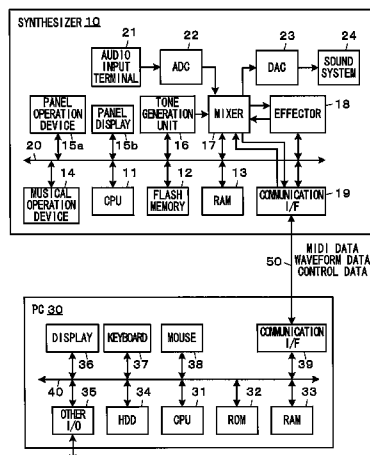 SYNTHESIZER 10
21 22 23 24
AUDIO INPUT TERMINAL
ADC
DAC
SOUND SYSTEM
PANEL OPERATION DEVICE
PANEL DISPLAY
TONE GENERATION UNIT
MIXER
EFFECTOR
18
15a 15b 16 17
20
14 11 12 13 19
MUSICAL OPERATION DEVICE
CPU
FLASH MEMORY
RAM
COMMUNICATION I/F
50
MIDI DATA
WAVEFORM DATA
CONTROL DATA
PC 30
DISPLAY
KEYBOARD
MOUSE
COMMUNICATION I/F
36 37 38 39
40
35 34 31 32 33
OTHER I/O
HDD
CPU
ROM
RAM